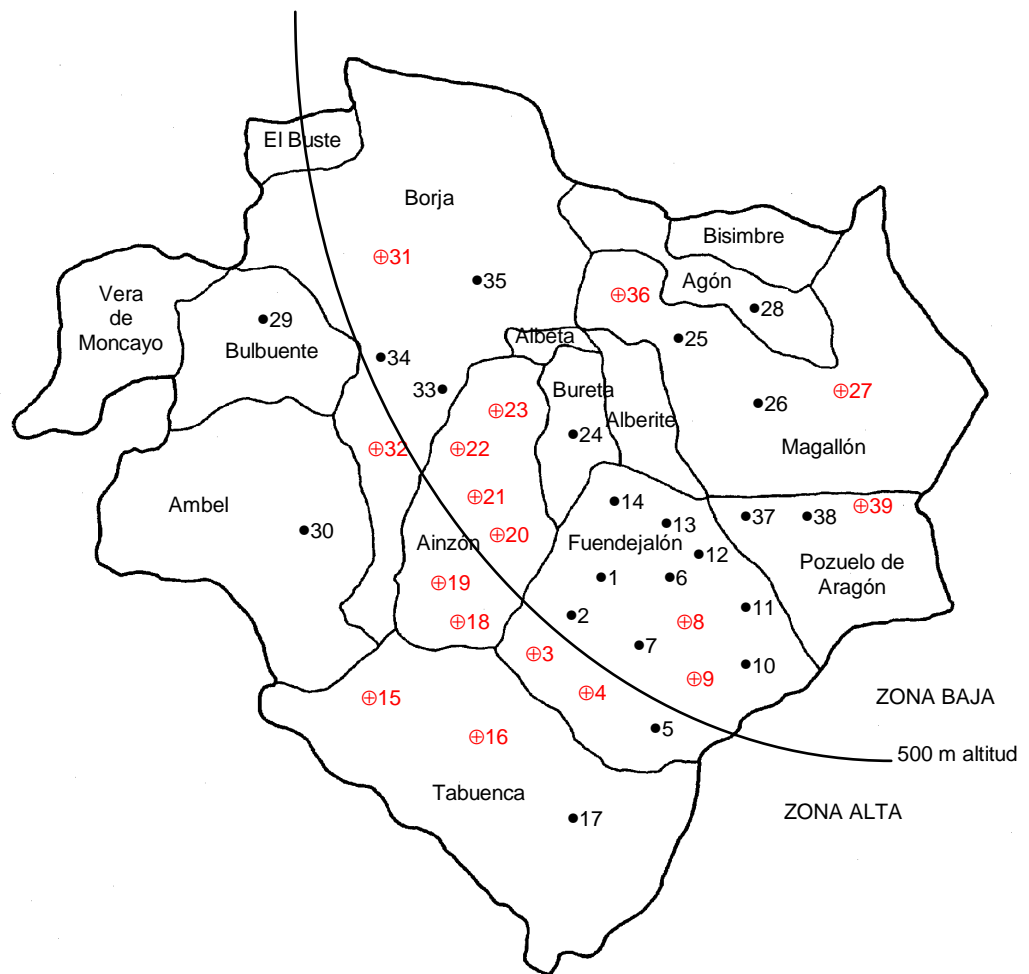 El Buste
Borja
Bisimbre
⊕31
Agón
Vera
de
Moncayo
•35
⊕36
•28
•29
Bulbuente
Albeta
•25
•34
33•
Bureta
⊕27
•26
⊕23
Alberite
24
⊕22
⊕32
Magallón
Ambel
⊕21
•14
⊕39
•37
•38
•13
•30
Ainzón
⊕20
Fuendejalón
•12
Pozuelo de
Aragón
⊕19
•1
•6
•11
⊕18
•2
⊕8
•7
⊕3
•10
⊕9
⊕15
⊕4
ZONA BAJA
⊕16
•5
500 m altitud
Tabuenca
ZONA ALTA
•17